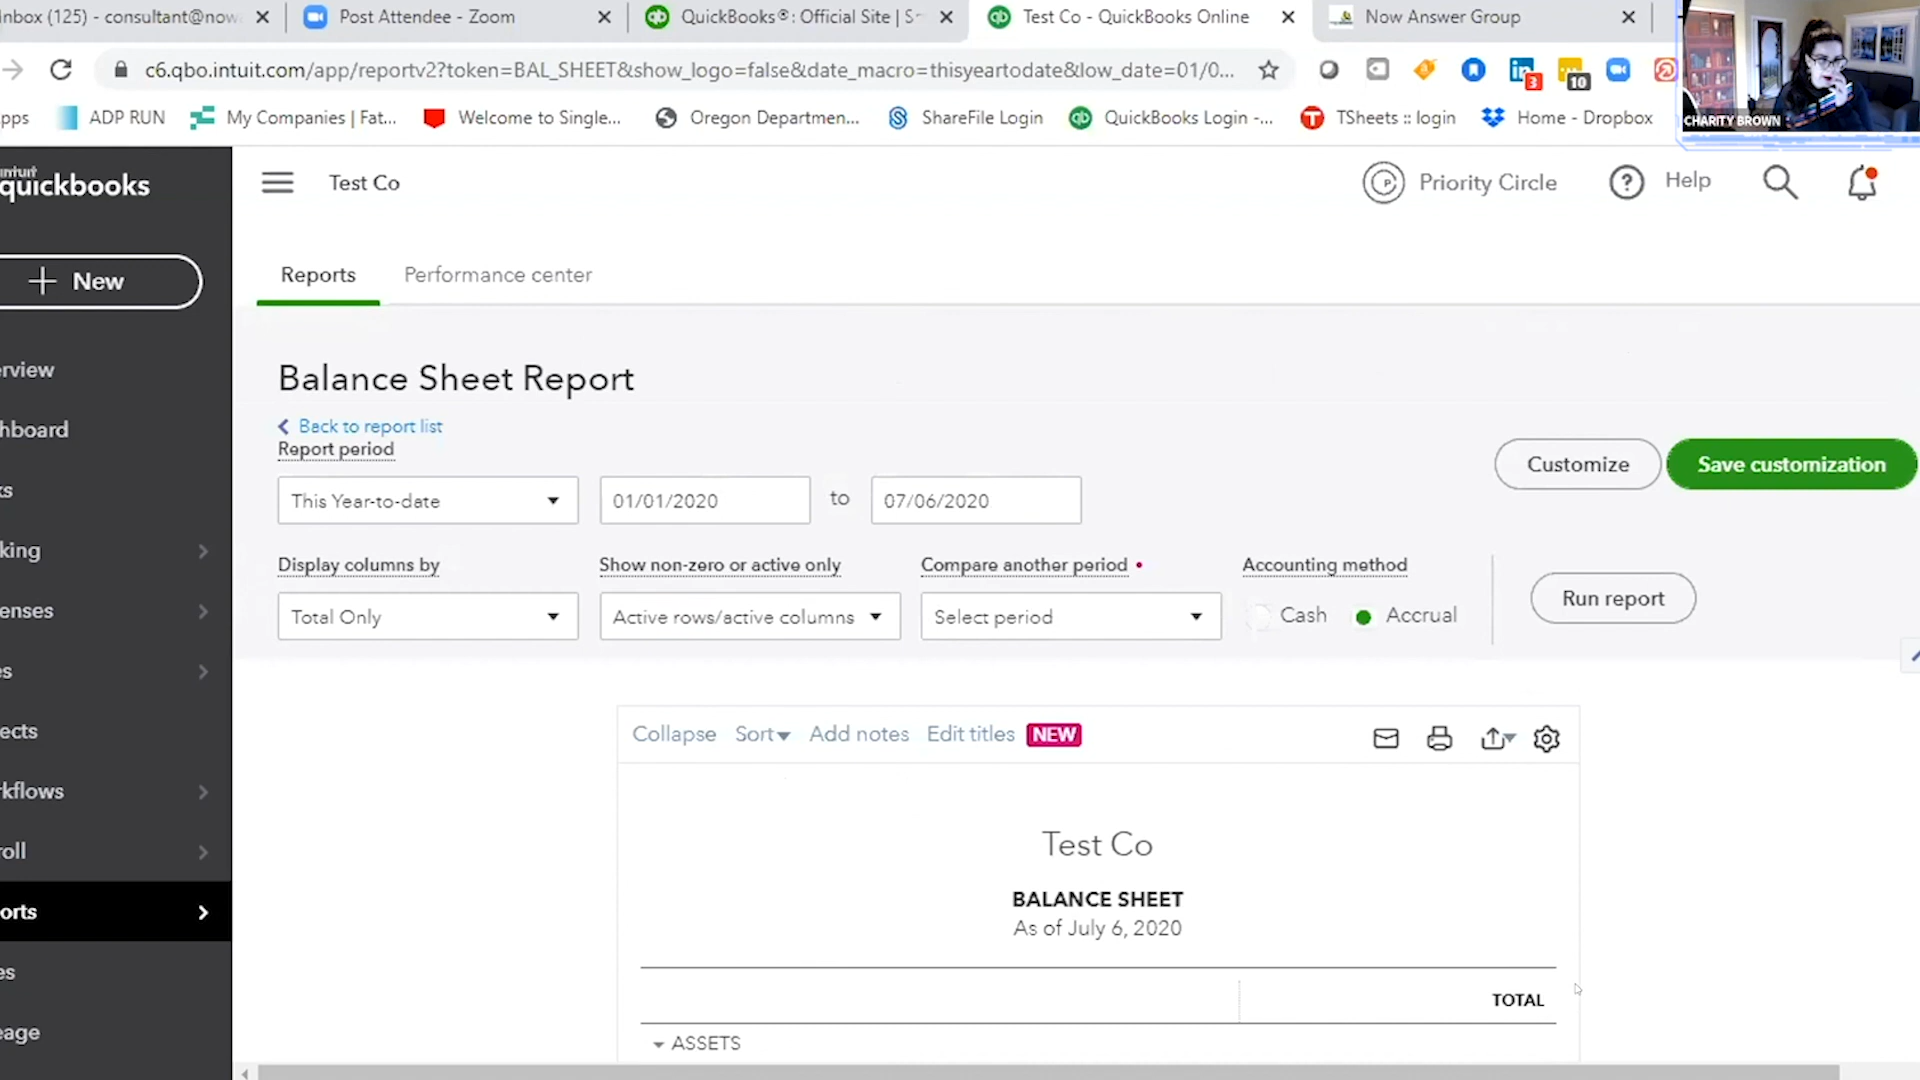 nbox (125) - consultant@now
Post Attendee - Zoom
QuickBooks®: Official Site | S
Test Co - QuickBooks Online
Now Answer Group
c6.qbo.intuit.com/app/reportv2?token=BAL_SHEET&show_logo=false&date_macro=thisyeartodate&low_date=01/0...
3
10
CHARITY BROWN
pps
ADP RUN
My Companies | Fat...
Welcome to Single...
Oregon Departmen...
ShareFile Login
QuickBooks Login -...
TSheets :: login
Home - Dropbox
intuit
quickbooks
Test Co
Priority Circle
Help
New
Reports
Performance center
rview
hboard
ks
king
enses
es
ects
kflows
roll
orts
es
eage
Balance Sheet Report
Back to report list
Report period
This Year-to-date
01/01/2020
to
07/06/2020
Customize
Save customization
Display columns by
Show non-zero or active only
Compare another period
Accounting method
Total Only
Active rows/active columns
Select period
Cash
Accrual
Run report
Collapse
Sort
Add notes
Edit titles
NEW
Test Co
BALANCE SHEET
As of July 6, 2020
TOTAL
ASSETS